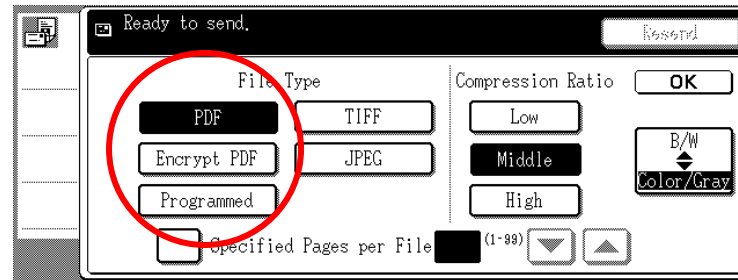 Ready to send.
Resend
File Type
Compression Ratio
OK
PDF
TIFF
Low
Encrypt PDF
JPEG
Middle
B/W
Color/Gray
Programmed
High
Specified Pages per File
(1-99)